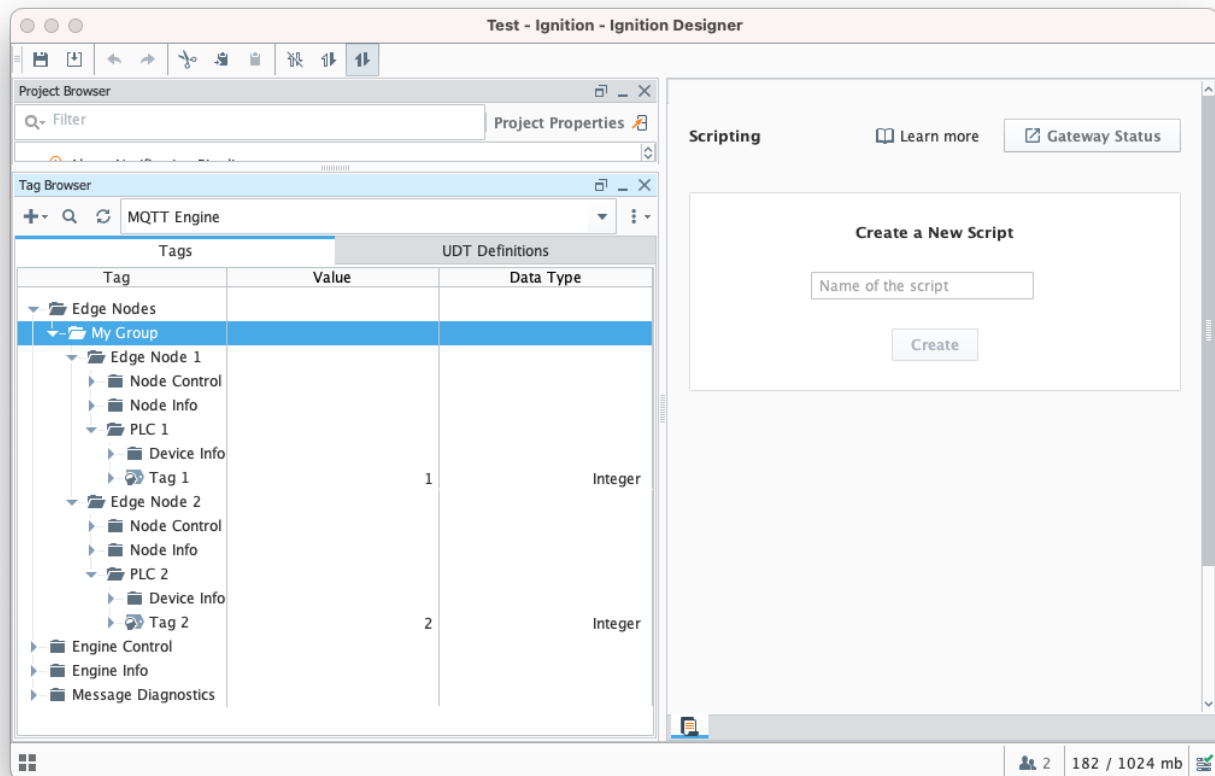 Test - Ignition - Ignition Designer
Project Browser
Filter
Project Properties
Tag Browser
MQTT Engine
Tags
UDT Definitions
Tag Value Data Type
Edge Nodes
My Group
Edge Node 1
Node Control
Node Info
PLC 1
Device Info
Tag 1 1 Integer
Edge Node 2
Node Control
Node Info
PLC 2
Device Info
Tag 2 2 Integer
Engine Control
Engine Info
Message Diagnostics
Scripting
Learn more
Gateway Status
Create a New Script
Name of the script
Create
2
182 / 1024 mb